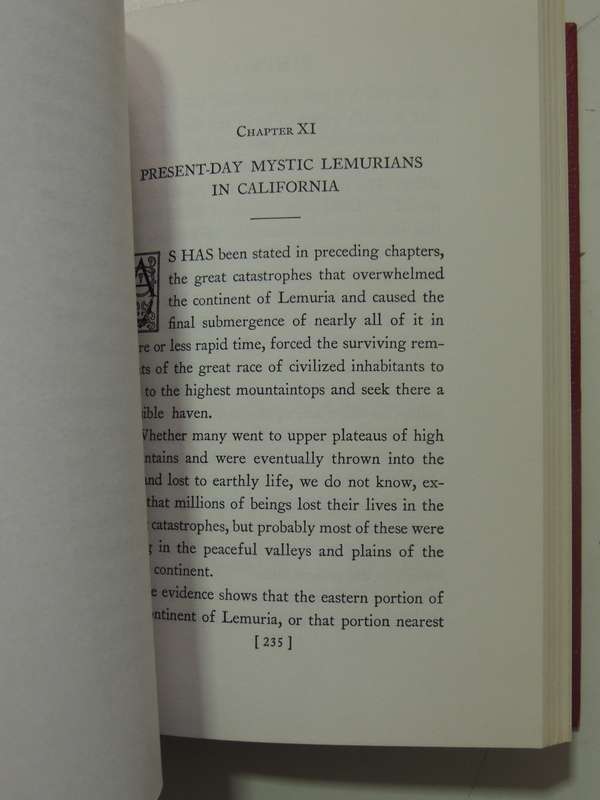 CHAPTER XI
PRESENT-DAY MYSTIC LEMURIANS
IN CALIFORNIA
AS HAS been stated in preceding chapters,
the great catastrophes that overwhelmed
the continent of Lemuria and caused the
final submergence of nearly all of it in
re or less rapid time, forced the surviving rem-
ts of the great race of civilized inhabitants to
to the highest mountaintops and seek there a
sible haven.
Whether many went to upper plateaus of high
ntains and were eventually thrown into the
and lost to earthly life, we do not know, ex-
that millions of beings lost their lives in the
catastrophes, but probably most of these were
g in the peaceful valleys and plains of the
continent.
e evidence shows that the eastern portion of
ontinent of Lemuria, or that portion nearest
[ 235 ]